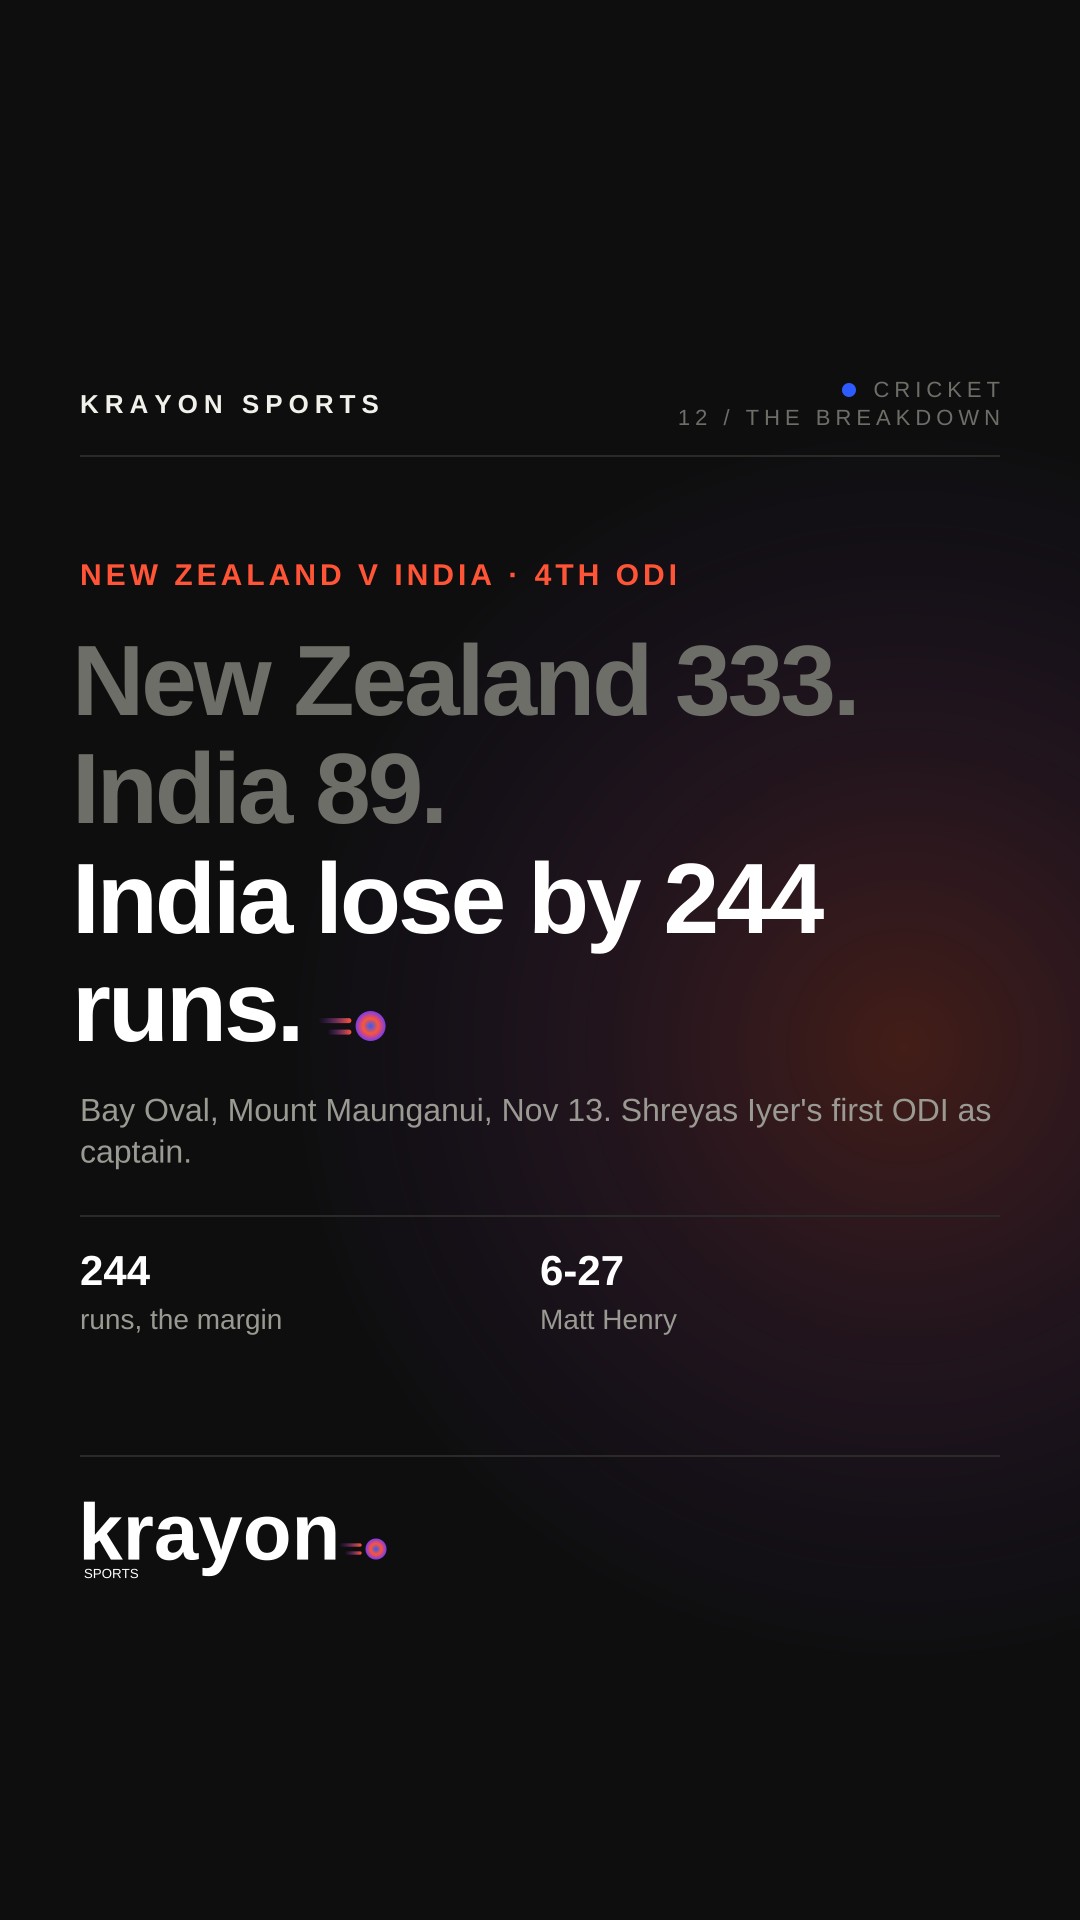 KRAYON SPORTS
CRICKET
12 / THE BREAKDOWN
NEW ZEALAND V INDIA · 4TH ODI
New Zealand 333.
India 89.
India lose by 244
runs.
Bay Oval, Mount Maunganui, Nov 13. Shreyas Iyer's first ODI as
captain.
244
runs, the margin
6-27
Matt Henry
krayon
SPORTS